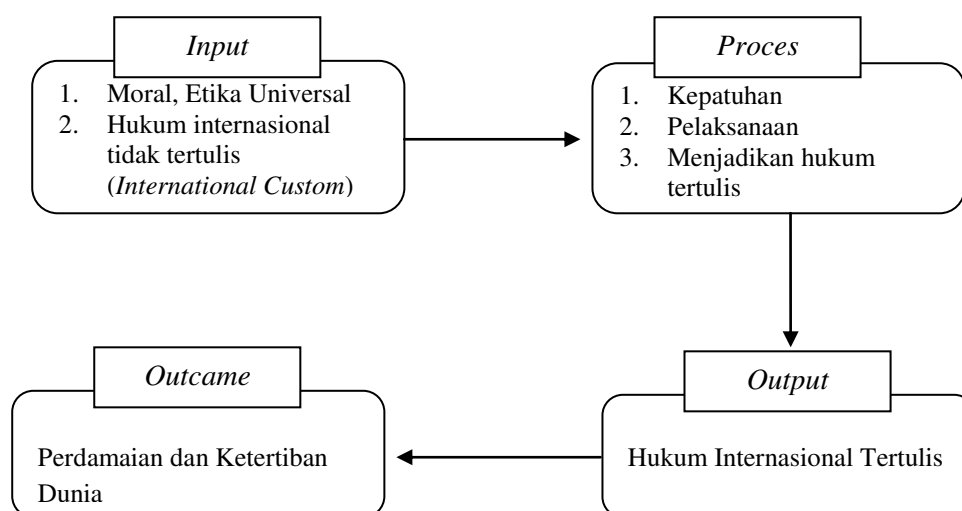 Input
1. Moral, Etika Universal
2. Hukum internasional
tidak tertulis
(International Custom)
Proces
1. Kepatuhan
2. Pelaksanaan
3. Menjadikan hukum
tertulis
Output
Hukum Internasional Tertulis
Outcame
Perdamaian dan Ketertiban
Dunia